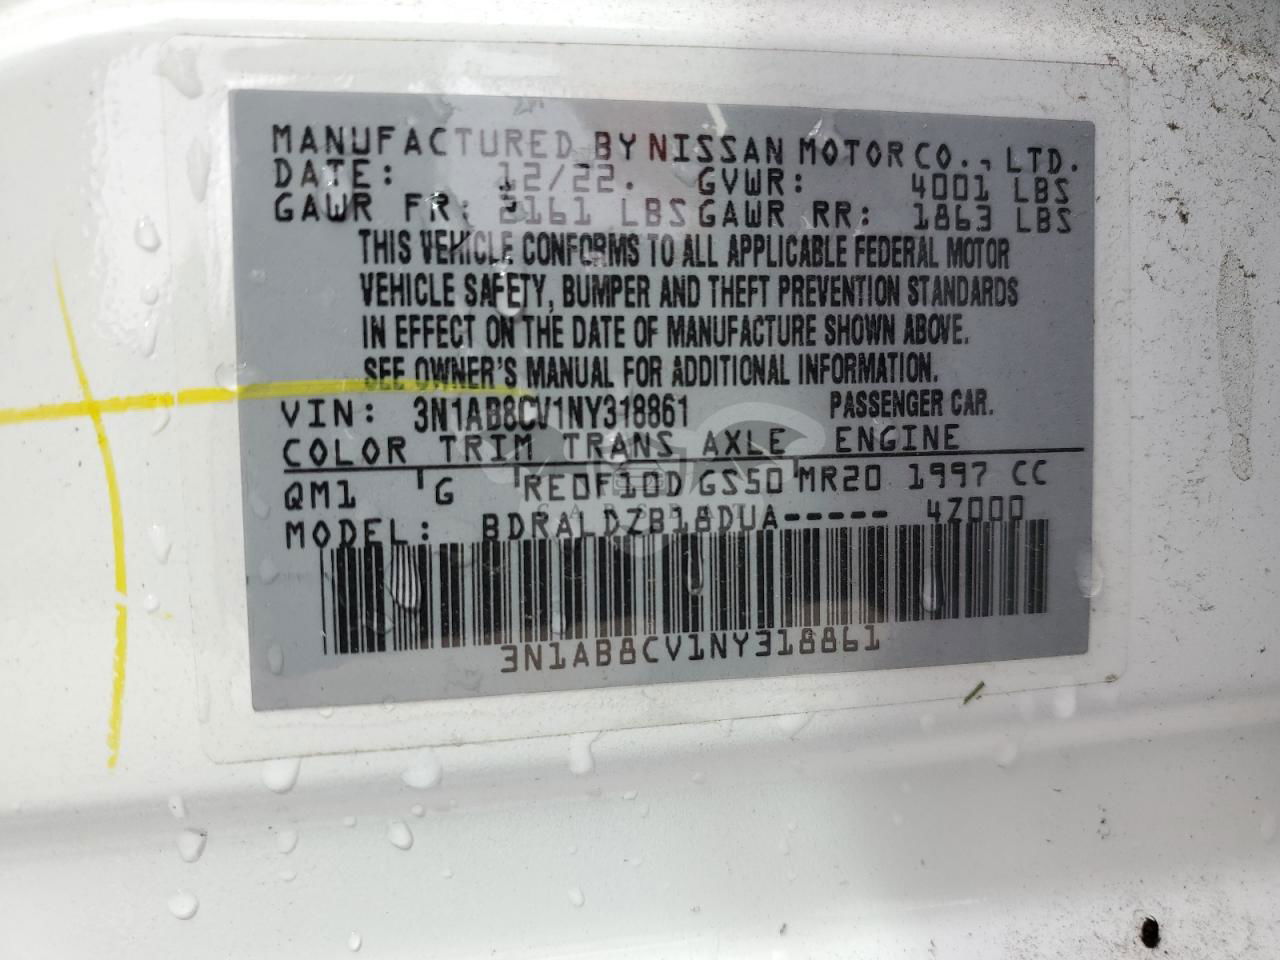 MANUFACTURED BY NISSAN MOTOR CO., LTD.
DATE: 12/22. GVWR: 4001 LBS
GAWR FR: 2161 LBS GAWR RR: 1863 LBS
THIS VEHICLE CONFORMS TO ALL APPLICABLE FEDERAL MOTOR
VEHICLE SAFETY, BUMPER AND THEFT PREVENTION STANDARDS
IN EFFECT ON THE DATE OF MANUFACTURE SHOWN ABOVE.
SEE OWNER'S MANUAL FOR ADDITIONAL INFORMATION.
VIN: 3N1AB8CV1NY318861 PASSENGER CAR.
COLOR TRIM TRANS AXLE ENGINE
QM1 G RE0F10D GS50 MR20 1997 CC
MODEL: BDRALDZB18DUA----- 4Z000
3N1AB8CV1NY318861